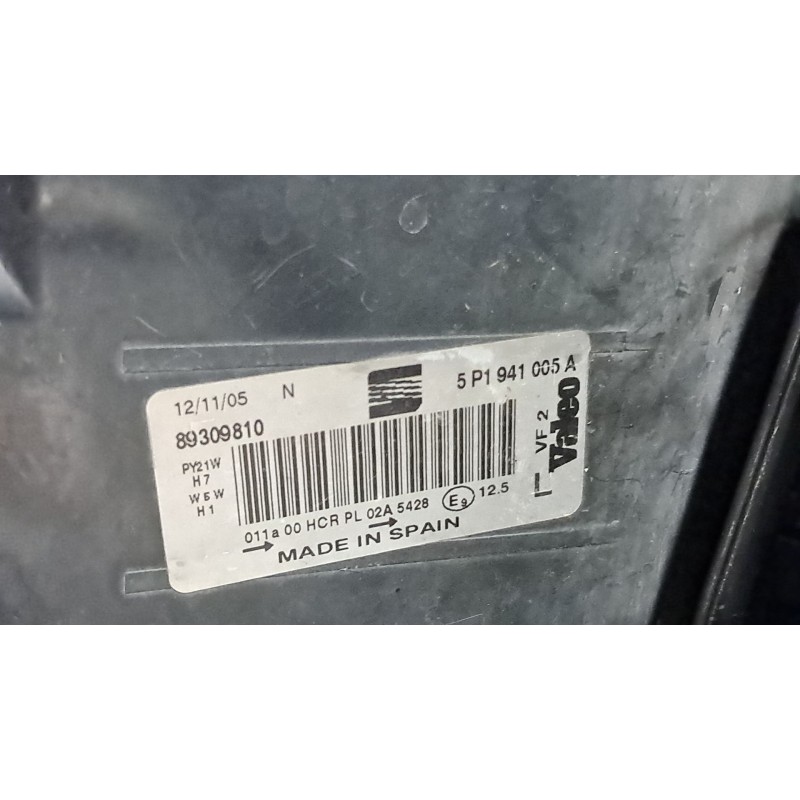 12/11/05 N 5 P1 941 005 A
89309810
PY21W
H7
W5W
H1
VF 2
Valeo
L
011a 00 HCR PL 02A 5428 E9 12.5
MADE IN SPAIN